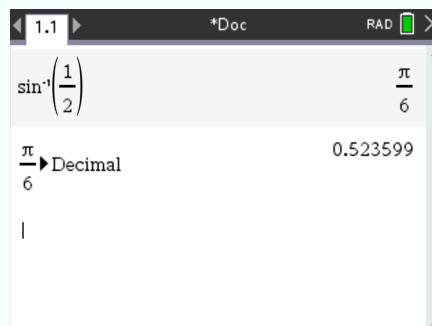 1.1 *Doc RAD
sin⁻¹(1/2) π/6
π/6▶Decimal 0.523599